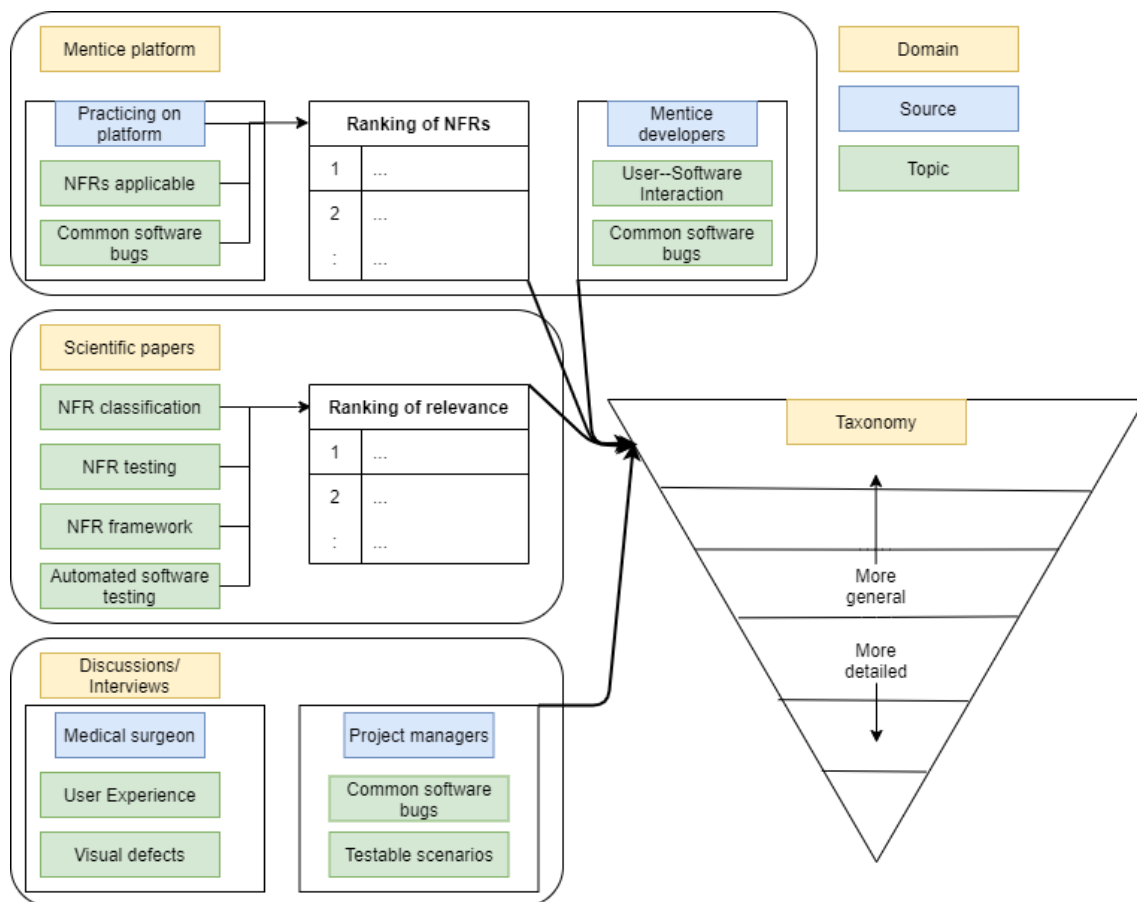 Mentice platform
Practicing on
platform
NFRs applicable
Common software
bugs
Ranking of NFRs
1 ...
2 ...
: ...
Mentice
developers
User--Software
Interaction
Common software
bugs
Domain
Source
Topic
Scientific papers
NFR classification
NFR testing
NFR framework
Automated software
testing
Ranking of relevance
1 ...
2 ...
: ...
Discussions/
Interviews
Medical surgeon
User Experience
Visual defects
Project managers
Common software
bugs
Testable scenarios
Taxonomy
More
general
More
detailed